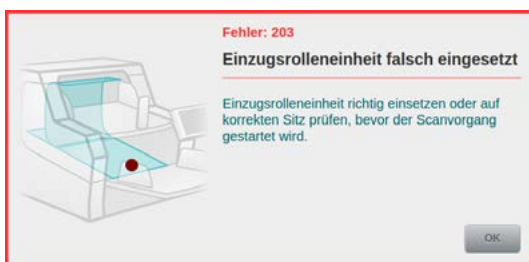 Fehler: 203
Einzugsrolleneinheit falsch eingesetzt
Einzugsrolleneinheit richtig einsetzen oder auf
korrekten Sitz prüfen, bevor der Scanvorgang
gestartet wird.
OK